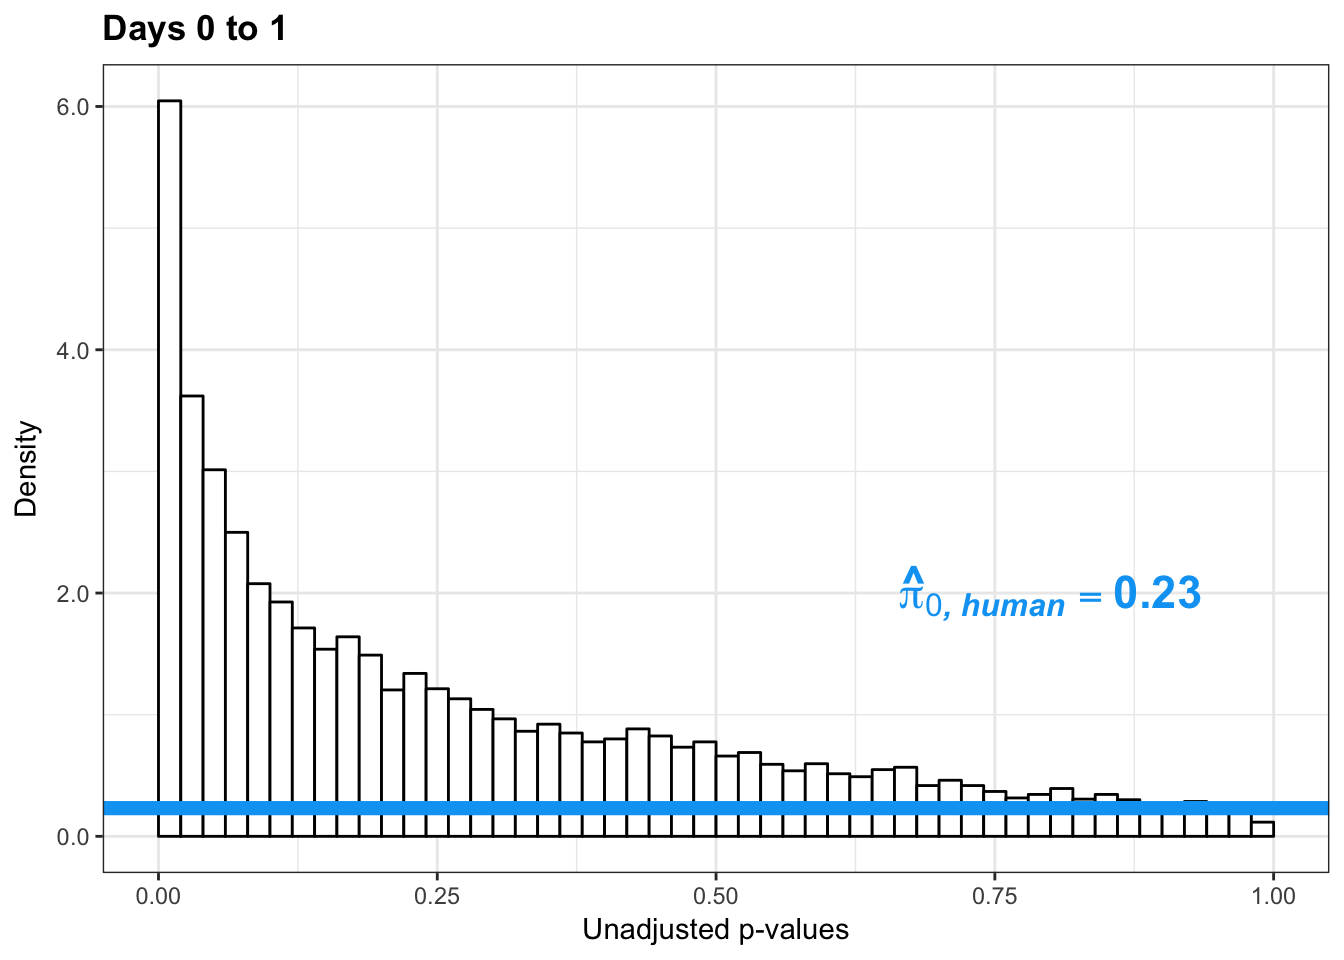 Days 0 to 1
6.0
4.0
2.0
0.0
Density
π̂₀, human = 0.23
0.00 0.25 0.50 0.75 1.00
Unadjusted p-values